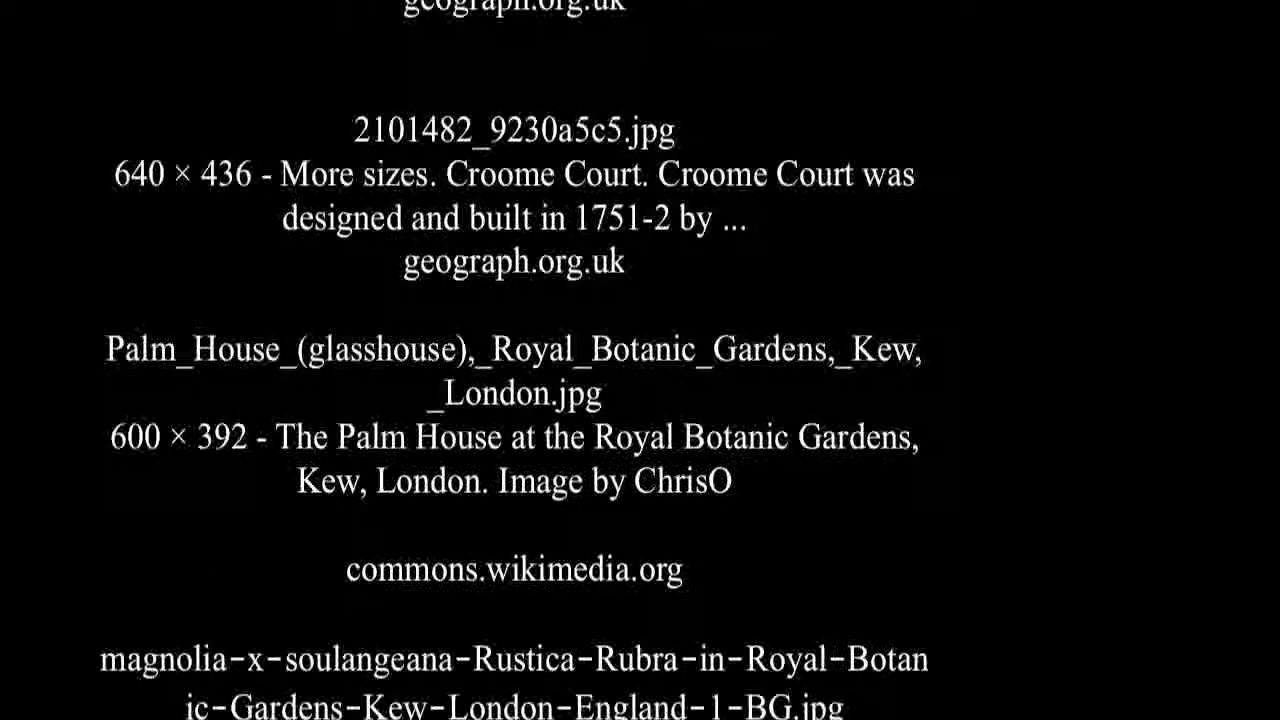 geograph.org.uk
2101482_9230a5c5.jpg
640 × 436 - More sizes. Croome Court. Croome Court was
designed and built in 1751-2 by ...
geograph.org.uk
Palm_House_(glasshouse),_Royal_Botanic_Gardens,_Kew,
_London.jpg
600 × 392 - The Palm House at the Royal Botanic Gardens,
Kew, London. Image by ChrisO
commons.wikimedia.org
magnolia-x-soulangeana-Rustica-Rubra-in-Royal-Botan
ic-Gardens-Kew-London-England-1-BG.jpg